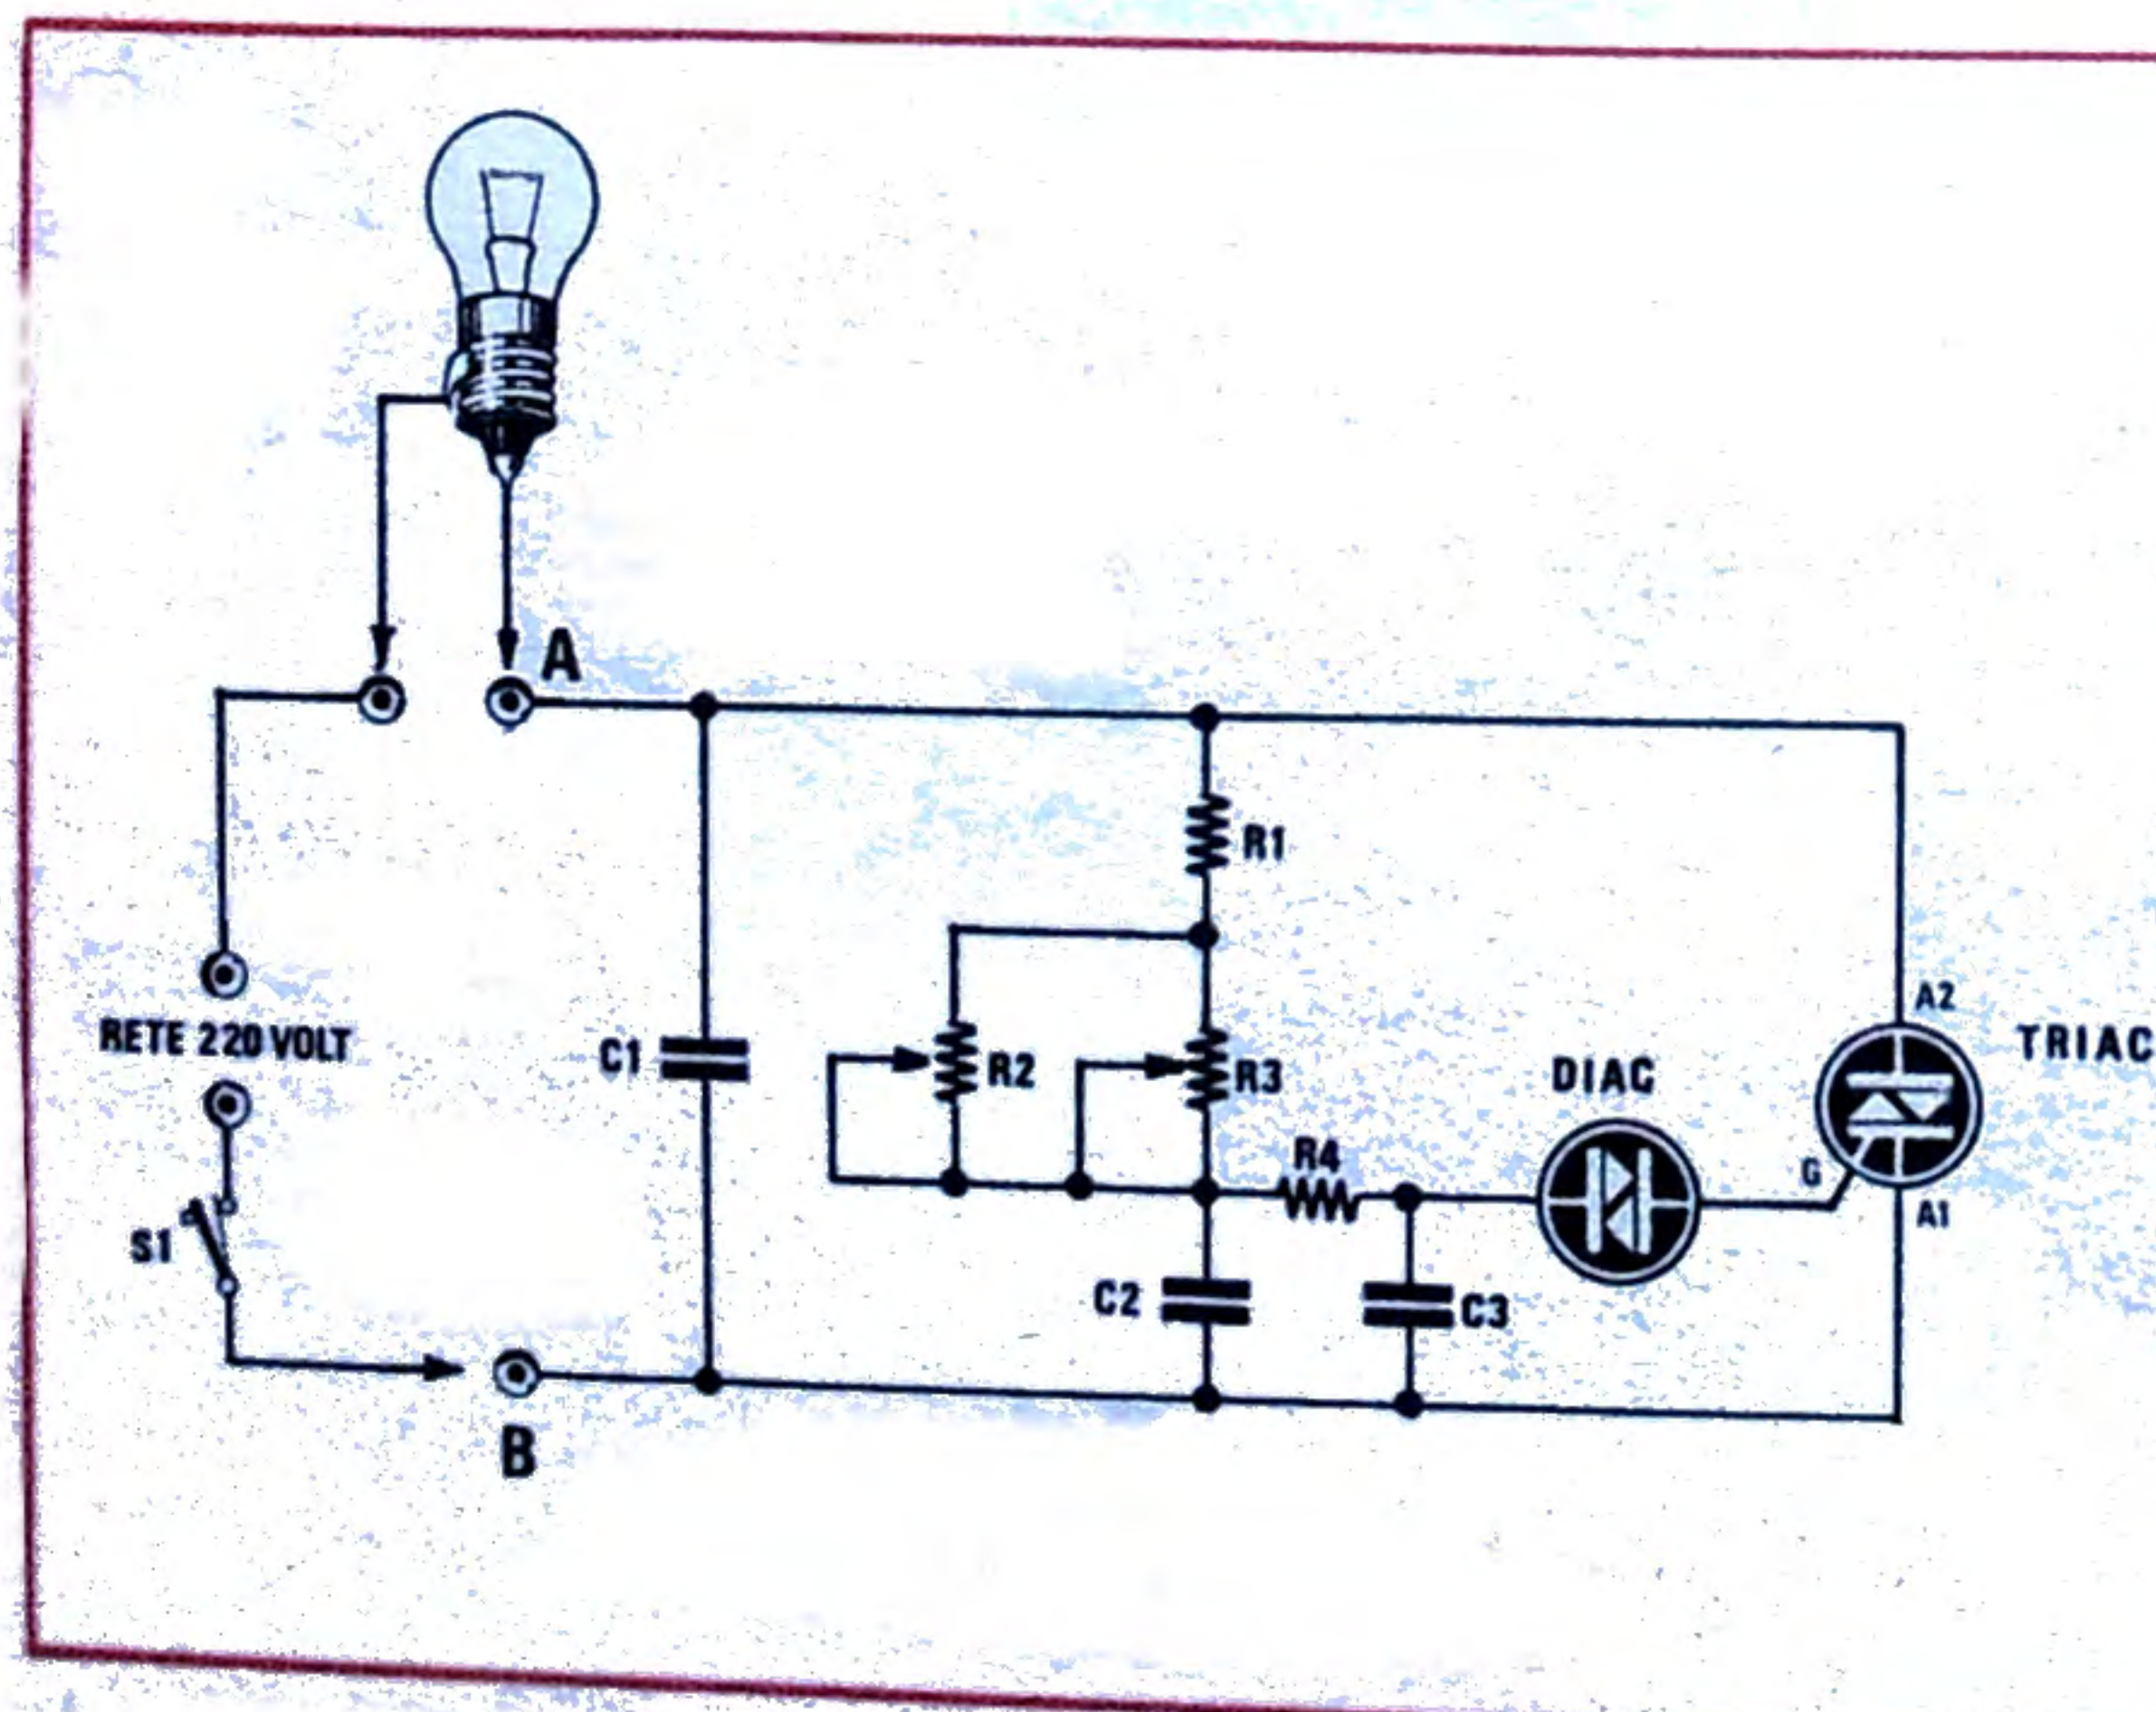 A
R1
A2
RETE 220 VOLT
C1
R2
R3
DIAC
TRIAC
R4
G
A1
S1
C2
C3
B